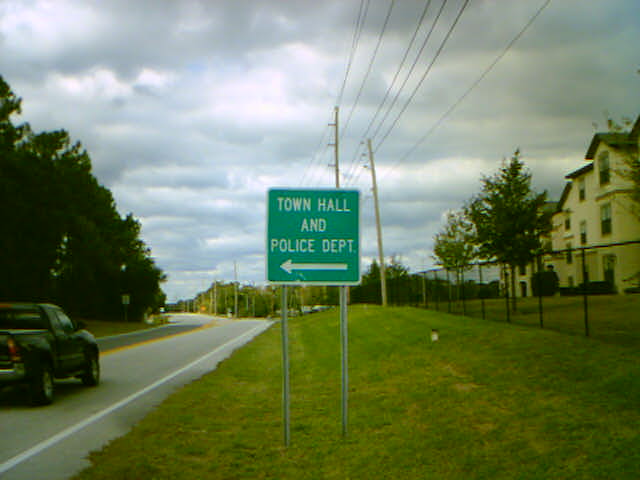 TOWN HALL
AND
POLICE DEPT.